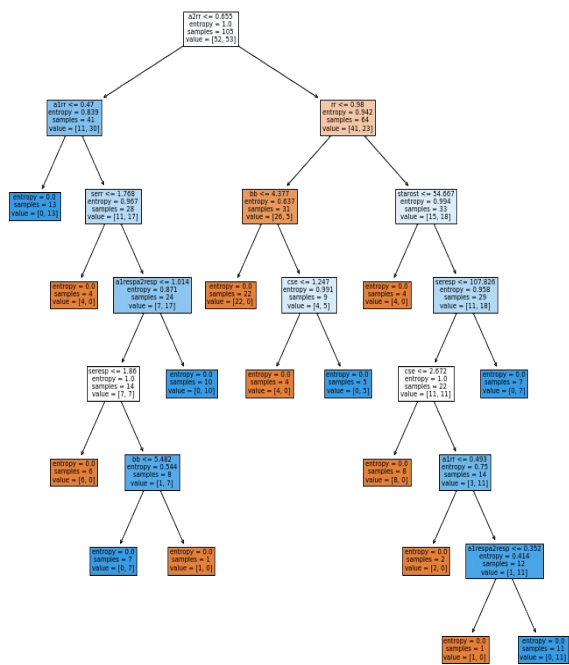 a2rr <= 0.655
entropy = 1.0
samples = 105
value = [52, 53]
a1rr <= 0.47
entropy = 0.839
samples = 41
value = [11, 30]
rr <= 0.98
entropy = 0.942
samples = 64
value = [41, 23]
entropy = 0.0
samples = 13
value = [0, 13]
serr <= 1.768
entropy = 0.967
samples = 28
value = [11, 17]
bb <= 4.377
entropy = 0.637
samples = 31
value = [26, 5]
starost <= 54.667
entropy = 0.994
samples = 33
value = [15, 18]
entropy = 0.0
samples = 4
value = [4, 0]
a1respa2resp <= 1.014
entropy = 0.871
samples = 24
value = [7, 17]
entropy = 0.0
samples = 22
value = [22, 0]
cse <= 1.247
entropy = 0.991
samples = 9
value = [4, 5]
entropy = 0.0
samples = 4
value = [4, 0]
seresp <= 107.826
entropy = 0.958
samples = 29
value = [11, 18]
seresp <= 1.86
entropy = 1.0
samples = 14
value = [7, 7]
entropy = 0.0
samples = 10
value = [0, 10]
entropy = 0.0
samples = 4
value = [4, 0]
entropy = 0.0
samples = 5
value = [0, 5]
cse <= 2.672
entropy = 1.0
samples = 22
value = [11, 11]
entropy = 0.0
samples = 7
value = [0, 7]
entropy = 0.0
samples = 6
value = [6, 0]
bb <= 5.482
entropy = 0.544
samples = 8
value = [1, 7]
entropy = 0.0
samples = 8
value = [8, 0]
a1rr <= 0.493
entropy = 0.75
samples = 14
value = [3, 11]
entropy = 0.0
samples = 7
value = [0, 7]
entropy = 0.0
samples = 1
value = [1, 0]
entropy = 0.0
samples = 2
value = [2, 0]
a1respa2resp <= 0.352
entropy = 0.414
samples = 12
value = [1, 11]
entropy = 0.0
samples = 1
value = [1, 0]
entropy = 0.0
samples = 11
value = [0, 11]